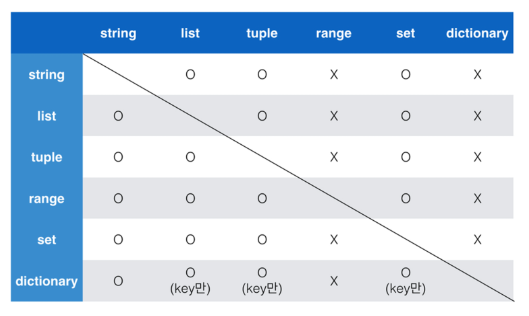 string list tuple range set dictionary
string O O X O X
list O O X O X
tuple O O X O X
range O O O O X
set O O O X X
dictionary O O (key만) O (key만) X O (key만)